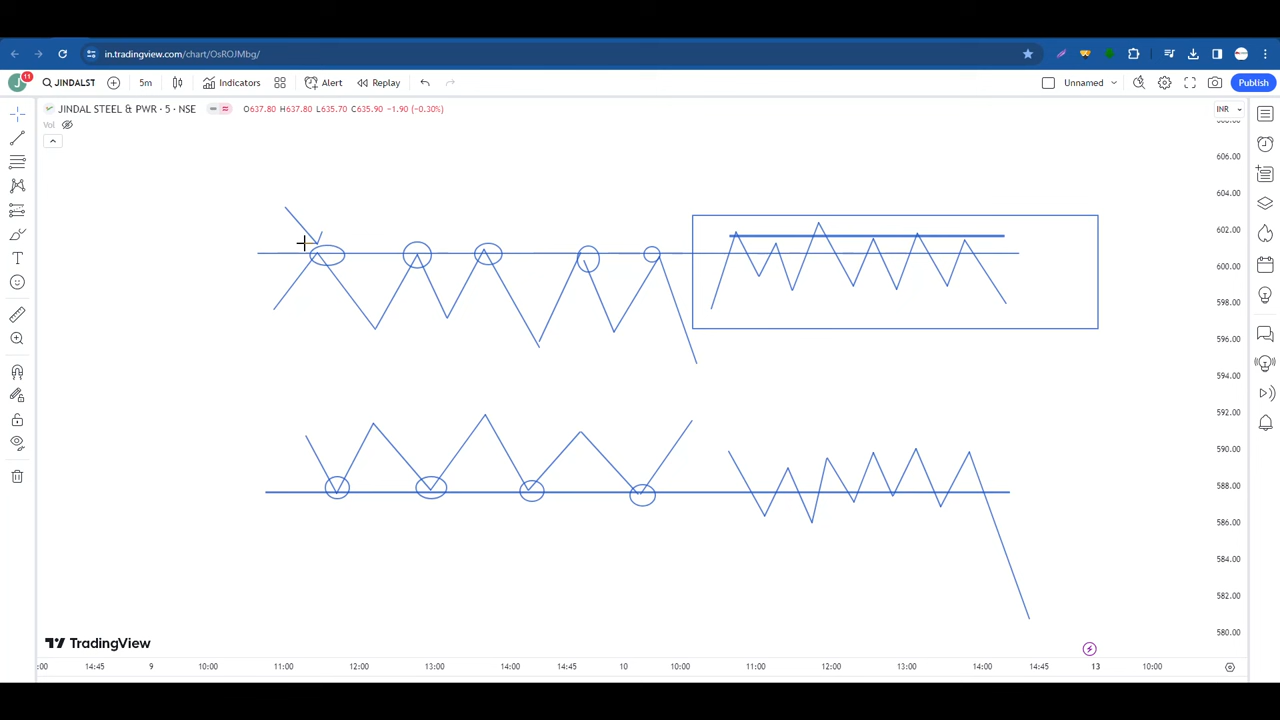 in.tradingview.com/chart/OsROJMbg/
J 11 JINDALST 5m Indicators Alert Replay Unnamed Publish
JINDAL STEEL & PWR · 5 · NSE O637.80 H637.80 L635.70 C635.90 −1.90 (−0.30%) INR
Vol
606.00
604.00
602.00
600.00
598.00
596.00
594.00
592.00
590.00
588.00
586.00
584.00
582.00
580.00
TradingView
:00 14:45 9 10:00 11:00 12:00 13:00 14:00 14:45 10 10:00 11:00 12:00 13:00 14:00 14:45 13 10:00